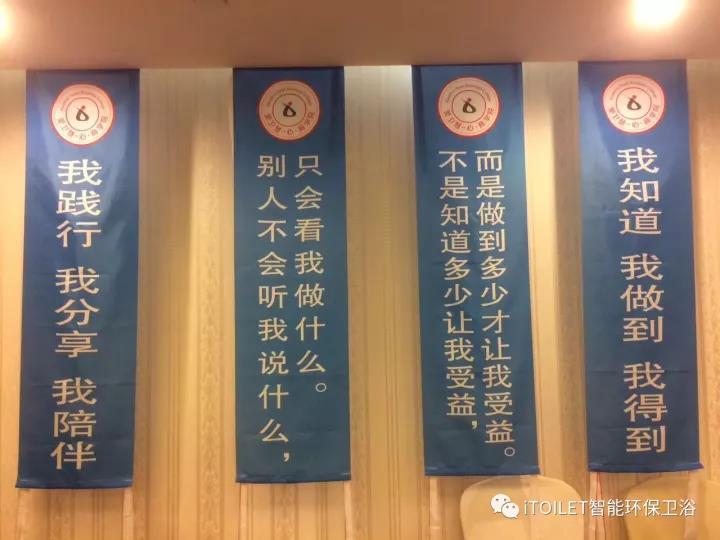 我践行 我分享 我陪伴
别人不会听我说什么，
只会看我做什么。
不是知道多少让我受益，
而是做到多少才让我受益。
我知道 我做到 我得到
iTOILET智能环保卫浴